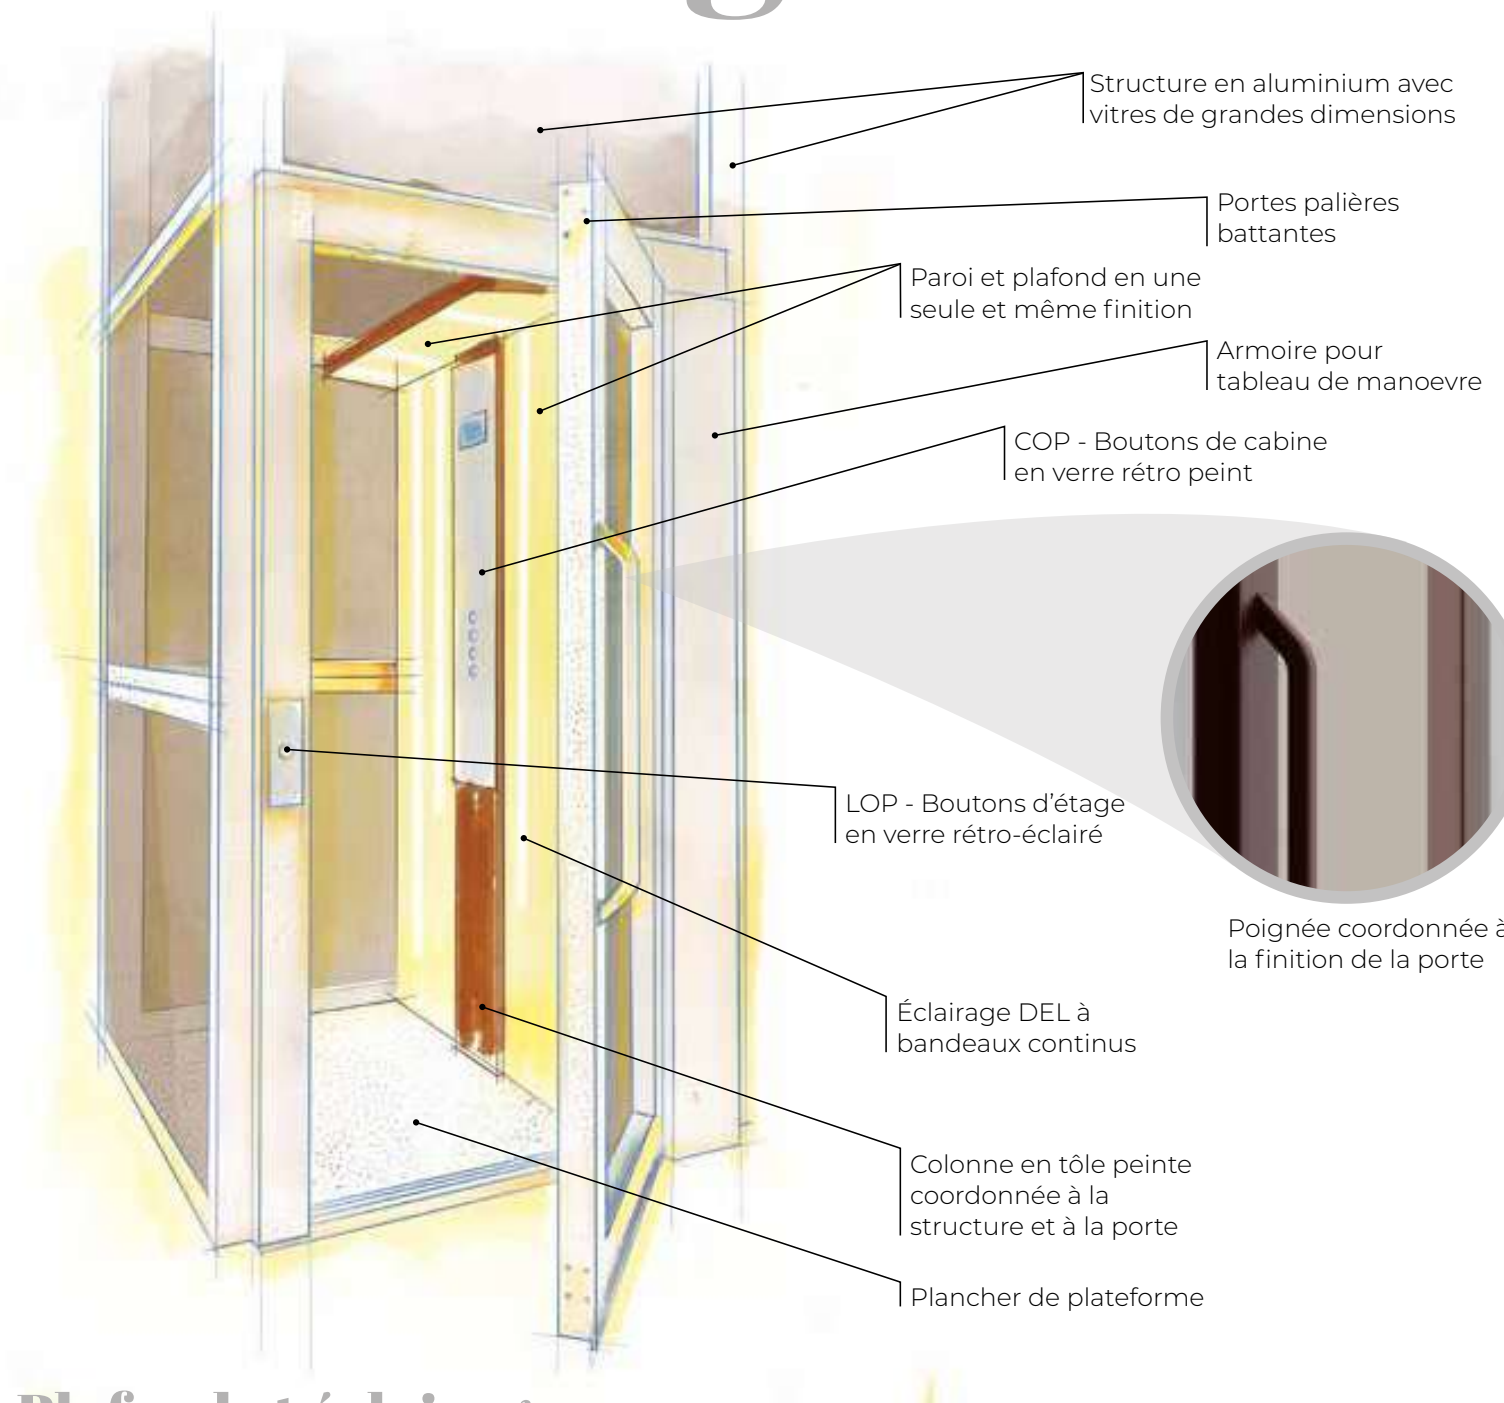 Structure en aluminium avec
vitres de grandes dimensions
Portes palières
battantes
Paroi et plafond en une
seule et même finition
Armoire pour
tableau de manoevre
COP - Boutons de cabine
en verre rétro peint
LOP - Boutons d'étage
en verre rétro-éclairé
Poignée coordonnée à
la finition de la porte
Éclairage DEL à
bandeaux continus
Colonne en tôle peinte
coordonnée à la
structure et à la porte
Plancher de plateforme